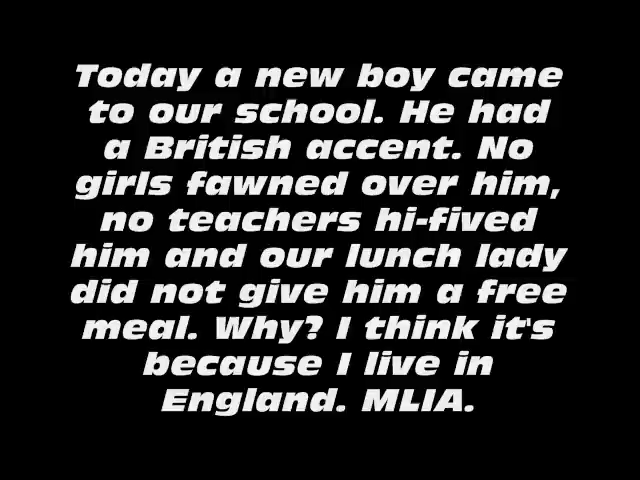 Today a new boy came
to our school. He had
a British accent. No
girls fawned over him,
no teachers hi-fived
him and our lunch lady
did not give him a free
meal. Why? I think it's
because I live in
England. MLIA.